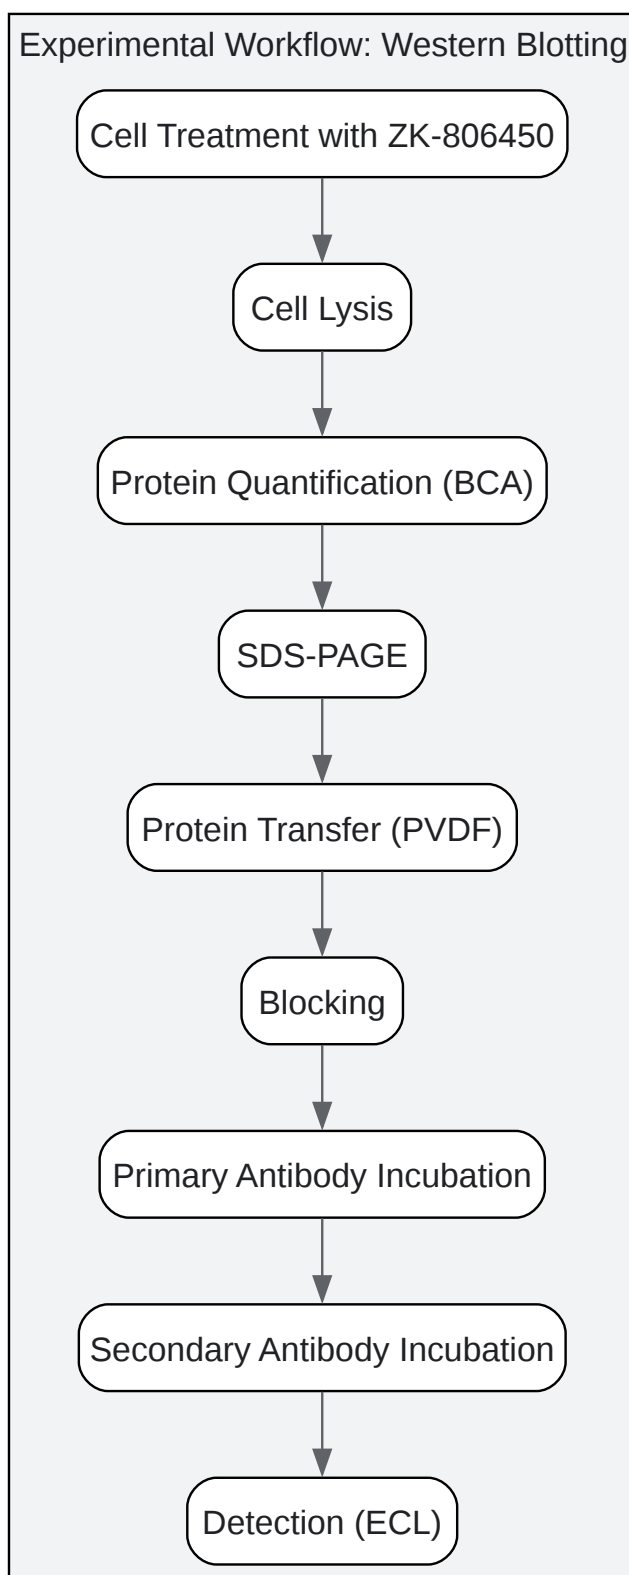 Experimental Workflow: Western Blotting
Cell Treatment with ZK-806450
Cell Lysis
Protein Quantification (BCA)
SDS-PAGE
Protein Transfer (PVDF)
Blocking
Primary Antibody Incubation
Secondary Antibody Incubation
Detection (ECL)